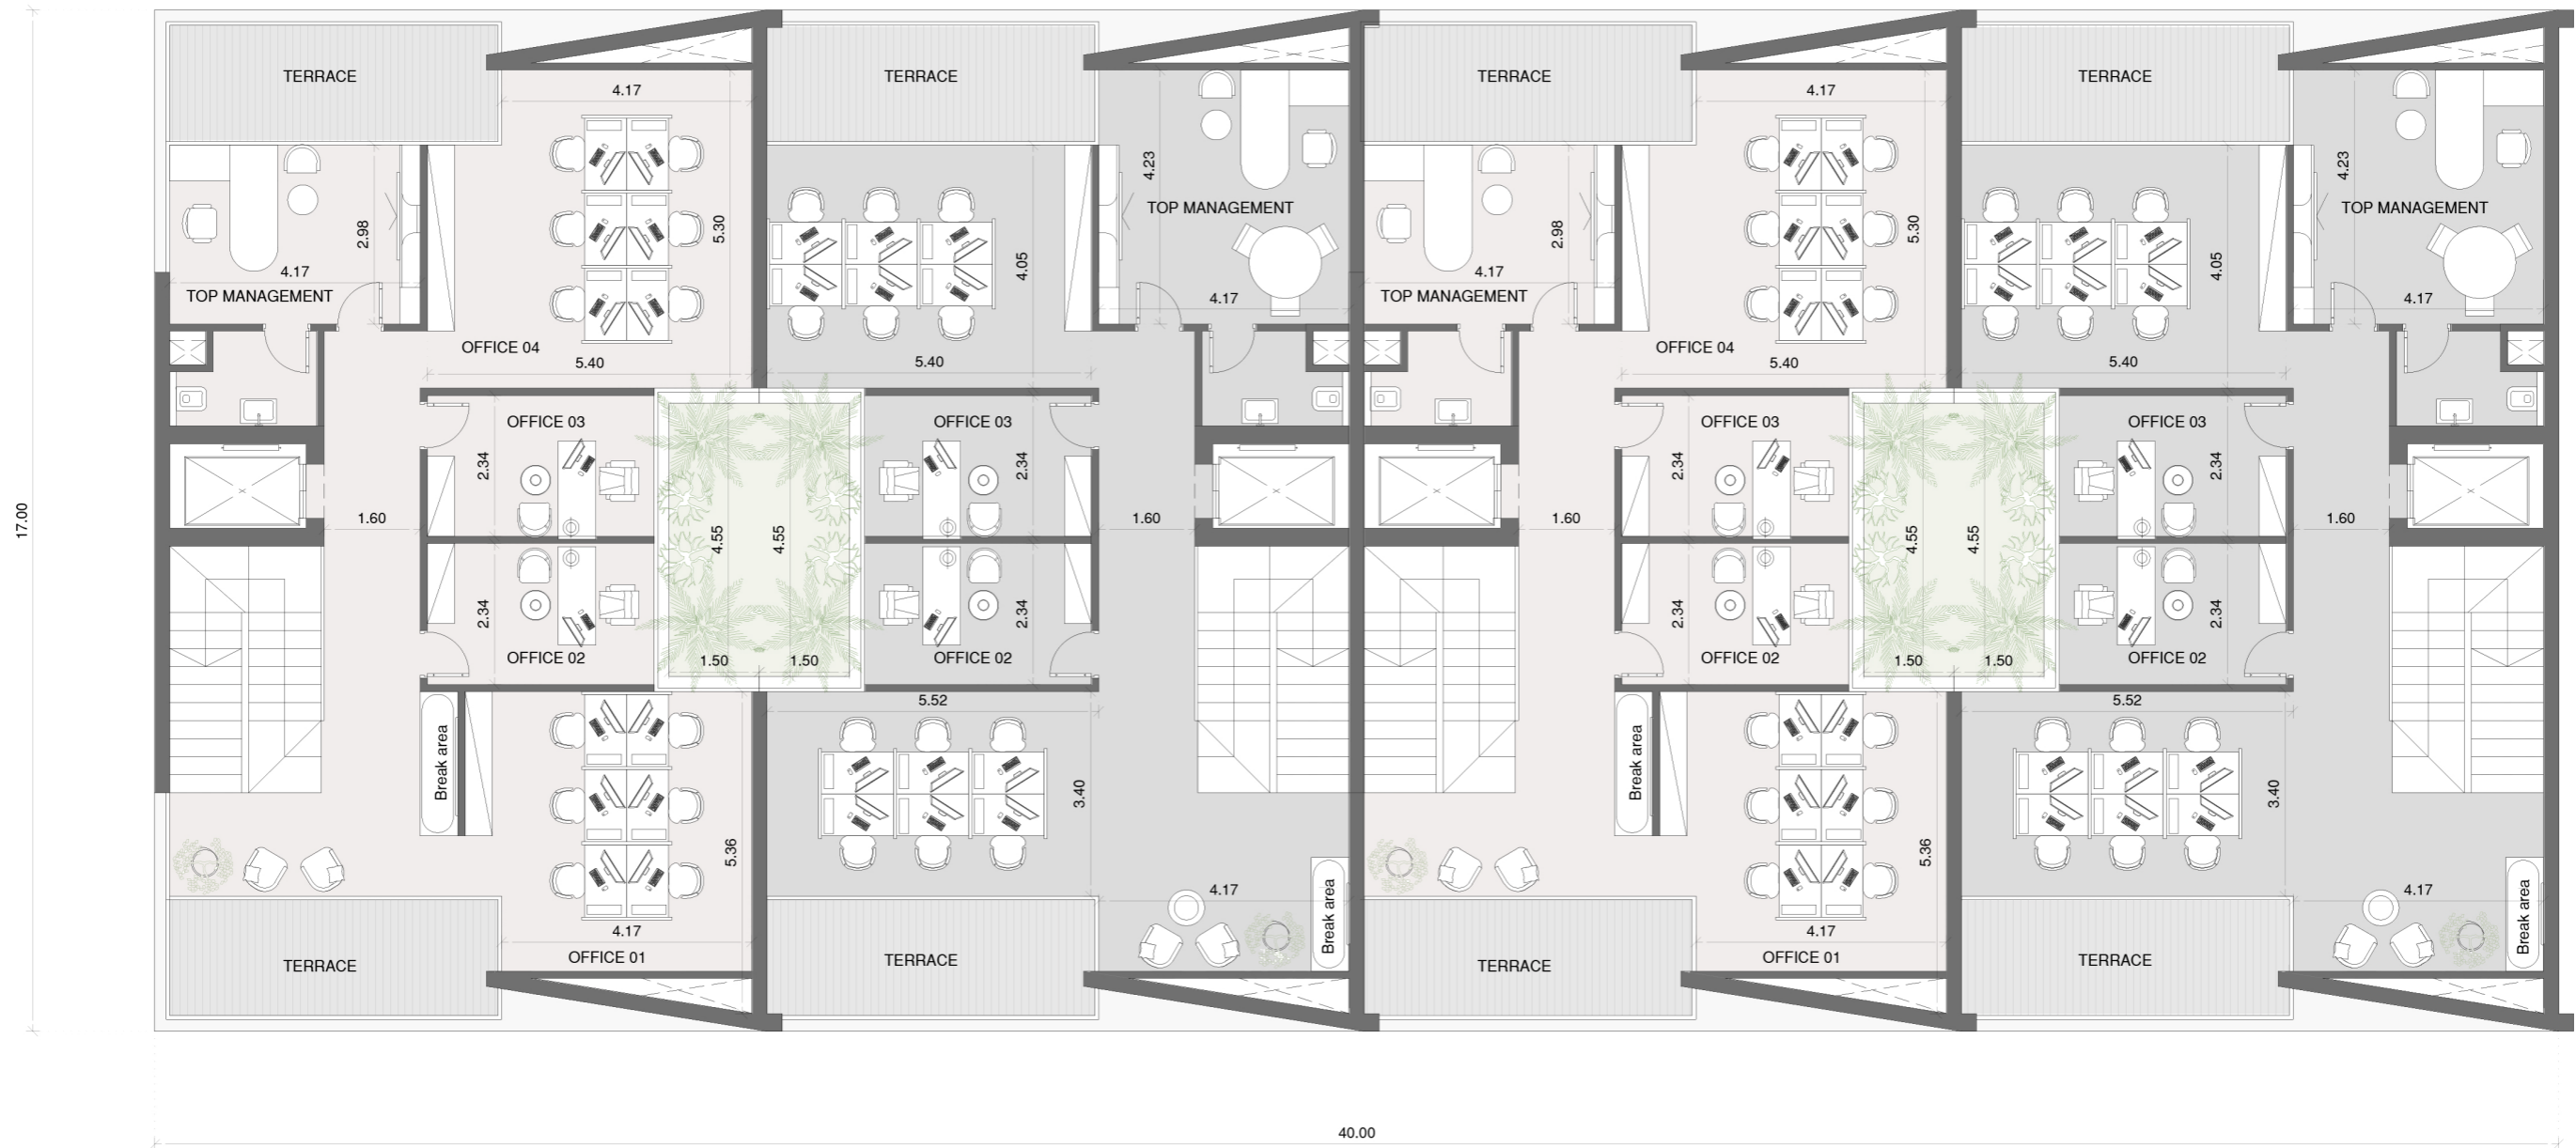 TERRACE
TERRACE
TERRACE
TERRACE
4.17
4.17
4.23
4.23
TOP MANAGEMENT
TOP MANAGEMENT
2.98
5.30
2.98
5.30
4.05
4.05
4.17
4.17
4.17
4.17
TOP MANAGEMENT
TOP MANAGEMENT
OFFICE 04
OFFICE 04
5.40
5.40
5.40
5.40
OFFICE 03
OFFICE 03
OFFICE 03
OFFICE 03
2.34
2.34
2.34
2.34
17.00
1.60
1.60
1.60
1.60
4.55
4.55
4.55
4.55
2.34
2.34
2.34
2.34
OFFICE 02
OFFICE 02
OFFICE 02
OFFICE 02
1.50
1.50
1.50
1.50
5.52
5.52
Break area
Break area
3.40
3.40
5.36
5.36
4.17
4.17
Break area
Break area
4.17
4.17
OFFICE 01
OFFICE 01
TERRACE
TERRACE
TERRACE
TERRACE
40.00